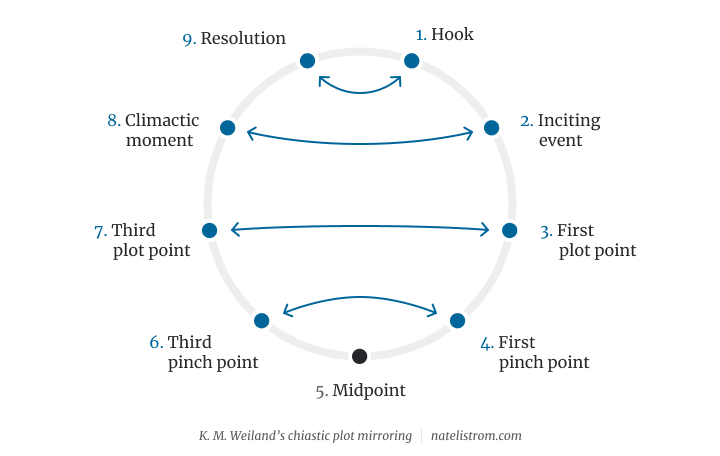 1. Hook
2. Inciting
event
3. First
plot point
4. First
pinch point
5. Midpoint
6. Third
pinch point
7. Third
plot point
8. Climactic
moment
9. Resolution
K. M. Weiland’s chiastic plot mirroring | natelistrom.com